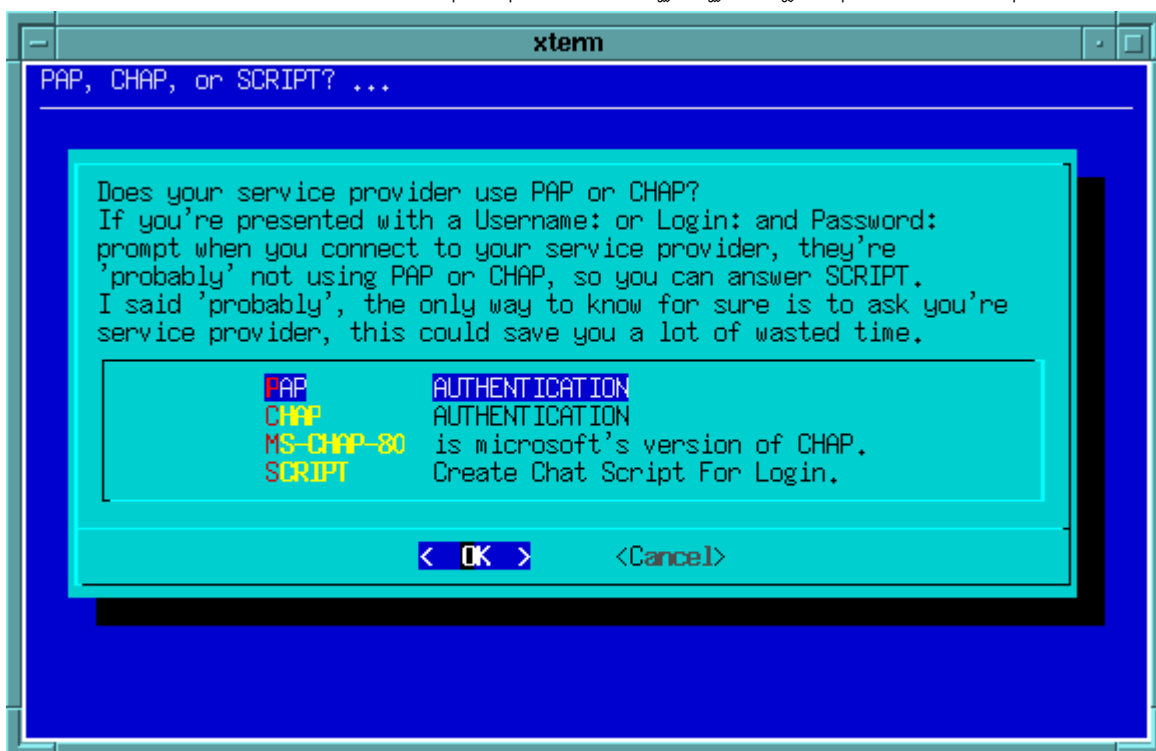 xterm
PAP, CHAP, or SCRIPT? ...
Does your service provider use PAP or CHAP?
If you're presented with a Username: or Login: and Password:
prompt when you connect to your service provider, they're
'probably' not using PAP or CHAP, so you can answer SCRIPT.
I said 'probably', the only way to know for sure is to ask you're
service provider, this could save you a lot of wasted time.
PAP AUTHENTICATION
CHAP AUTHENTICATION
MS-CHAP-80 is microsoft's version of CHAP.
SCRIPT Create Chat Script For Login.
< OK > <Cancel>